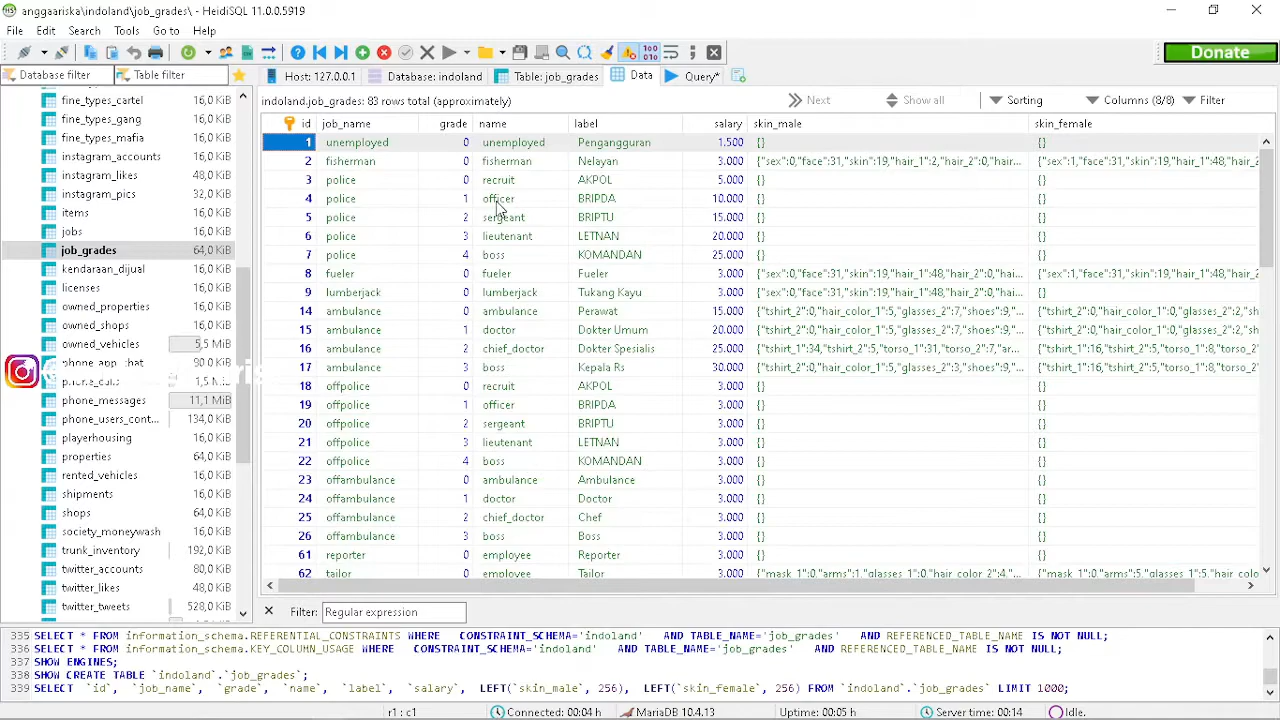 anggaariska\indoland\job_grades\ - HeidiSQL 11.0.0.5919
File Edit Search Tools Go to Help
Donate
Database filter Table filter Host: 127.0.0.1 Database: indoland Table: job_grades Data Query*
indoland.job_grades: 83 rows total (approximately) Next Show all Sorting Columns (8/8) Filter
fine_types_cartel 16,0 KiB
fine_types_gang 16,0 KiB
fine_types_mafia 16,0 KiB
instagram_accounts 16,0 KiB
instagram_likes 48,0 KiB
instagram_pic 32,0 KiB
items 16,0 KiB
jobs 16,0 KiB
job_grades 64,0 KiB
kendaraan_dijual 16,0 KiB
licenses 16,0 KiB
owned_properties 16,0 KiB
owned_shops 16,0 KiB
owned_vehicles 5,5 MiB
phone_app 80,0 KiB
phone_calls 1,5 MiB
phone_messages 11,1 MiB
phone_users_cont... 134,0 KiB
playerhousing 16,0 KiB
properties 16,0 KiB
rented_vehicles 16,0 KiB
shipments 16,0 KiB
shops 64,0 KiB
society_moneywash 16,0 KiB
trunk_inventory 192,0 KiB
twitter_accounts 80,0 KiB
twitter_likes 48,0 KiB
twitter_tweets 528,0 KiB
id job_name grade name label salary skin_male skin_female
1 unemployed 0 unemployed Pengangguran 1.500 {} {}
2 fisherman 0 fisherman Nelayan 3.000 {"sex":0,"face":31,"skin":19,"hair_1":2,"hair_2":0,"ha... {"sex":1,"face":31,"skin":19,"hair_1":48,"hair_
3 police 0 recruit AKPOL 5.000 {} {}
4 police 1 officer BRIPDA 10.000 {} {}
5 police 2 sergeant BRIPTU 15.000 {} {}
6 police 3 lieutenant LETNAN 20.000 {} {}
7 police 4 boss KOMANDAN 25.000 {} {}
8 fueler 0 fueler Fueler 3.000 {"sex":0,"face":31,"skin":19,"hair_1":48,"hair_2":0,"hai... {"sex":1,"face":31,"skin":19,"hair_1":48,"hair_
9 lumberjack 0 lumberjack Tukang Kayu 3.000 {"sex":0,"face":31,"skin":19,"hair_1":48,"hair_2":0,"hai... {}
14 ambulance 0 ambulance Perawat 15.000 {"tshirt_2":0,"hair_color_1":5,"glasses_2":7,"shoes":9,"... {"tshirt_2":0,"hair_color_1":0,"glasses_2":2,"sh
15 ambulance 1 doctor Dokter Umum 20.000 {"tshirt_2":0,"hair_color_1":5,"glasses_2":7,"shoes":9,"... {"tshirt_2":0,"hair_color_1":0,"glasses_2":2,"sh
16 ambulance 2 chief_doctor Dokter Spesialis 25.000 {"tshirt_1":34,"tshirt_2":5,"torso_1":31,"torso_2":7,"ar... {"tshirt_1":16,"tshirt_2":5,"torso_1":8,"torso_2
17 ambulance 3 boss Kepala Rs 30.000 {"tshirt_2":0,"hair_color_1":5,"glasses_2":3,"shoes":9,"... {"tshirt_1":16,"tshirt_2":5,"torso_1":8,"torso_2
18 offpolice 0 recruit AKPOL 3.000 {} {}
19 offpolice 1 officer BRIPDA 3.000 {} {}
20 offpolice 2 sergeant BRIPTU 3.000 {} {}
21 offpolice 3 lieutenant LETNAN 3.000 {} {}
22 offpolice 4 boss KOMANDAN 3.000 {} {}
23 offambulance 0 ambulance Ambulance 3.000 {} {}
24 offambulance 1 doctor Doctor 3.000 {} {}
25 offambulance 2 chief_doctor Chef 3.000 {} {}
26 offambulance 3 boss Boss 3.000 {} {}
61 reporter 0 employee Reporter 3.000 {} {}
62 tailor 0 employee Tailor 3.000 {"mask_1":0,"arms":1,"glasses_1":0,"hair_color_2":4,"... {"mask_1":0,"arms":5,"glasses_1":5,"hair_colo
Filter: Regular expression
335 SELECT * FROM information_schema.REFERENTIAL_CONSTRAINTS WHERE CONSTRAINT_SCHEMA='indoland' AND TABLE_NAME='job_grades' AND REFERENCED_TABLE_NAME IS NOT NULL;
336 SELECT * FROM information_schema.KEY_COLUMN_USAGE WHERE CONSTRAINT_SCHEMA='indoland' AND TABLE_NAME='job_grades' AND REFERENCED_TABLE_NAME IS NOT NULL;
337 SHOW ENGINES;
338 SHOW CREATE TABLE `indoland`.`job_grades`;
339 SELECT `id`, `job_name`, `grade`, `name`, `label`, `salary`, LEFT(`skin_male`, 256), LEFT(`skin_female`, 256) FROM `indoland`.`job_grades` LIMIT 1000;
r1 : c1 Connected: 00:04 h MariaDB 10.4.13 Uptime: 00:05 h Server time: 00:14 Idle.